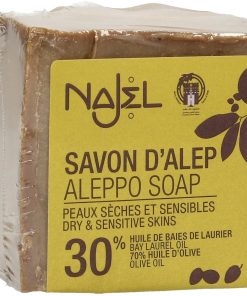 NAJEL
SAVON D'ALEP
ALEPPO SOAP
PEAUX SÈCHES ET SENSIBLES
DRY & SENSITIVE SKINS
30% HUILE DE BAIES DE LAURIER
BAY LAUREL OIL
70% HUILE D'OLIVE
OLIVE OIL